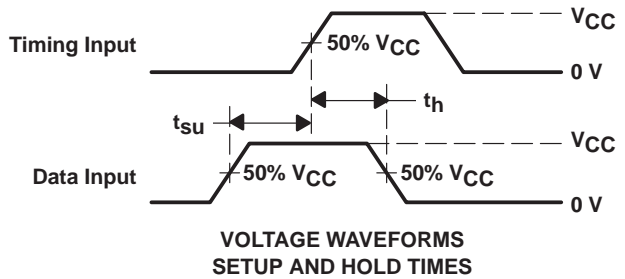 VCC
Timing Input
50% VCC
0 V
th
tsu
VCC
Data Input
50% VCC
50% VCC
0 V
VOLTAGE WAVEFORMS
SETUP AND HOLD TIMES